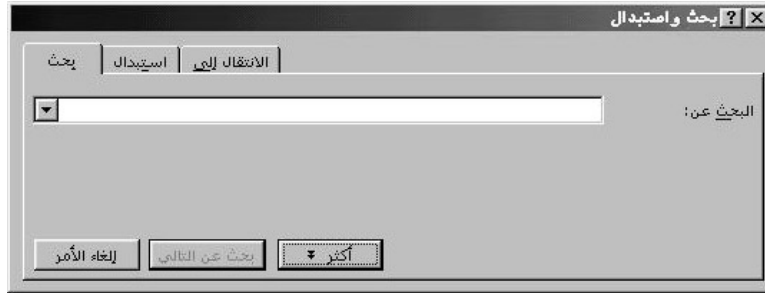 بحث واستبدال
بحث استبدال الانتقال إلى
البحث عن:
أكثر بحث عن التالي إلغاء الأمر